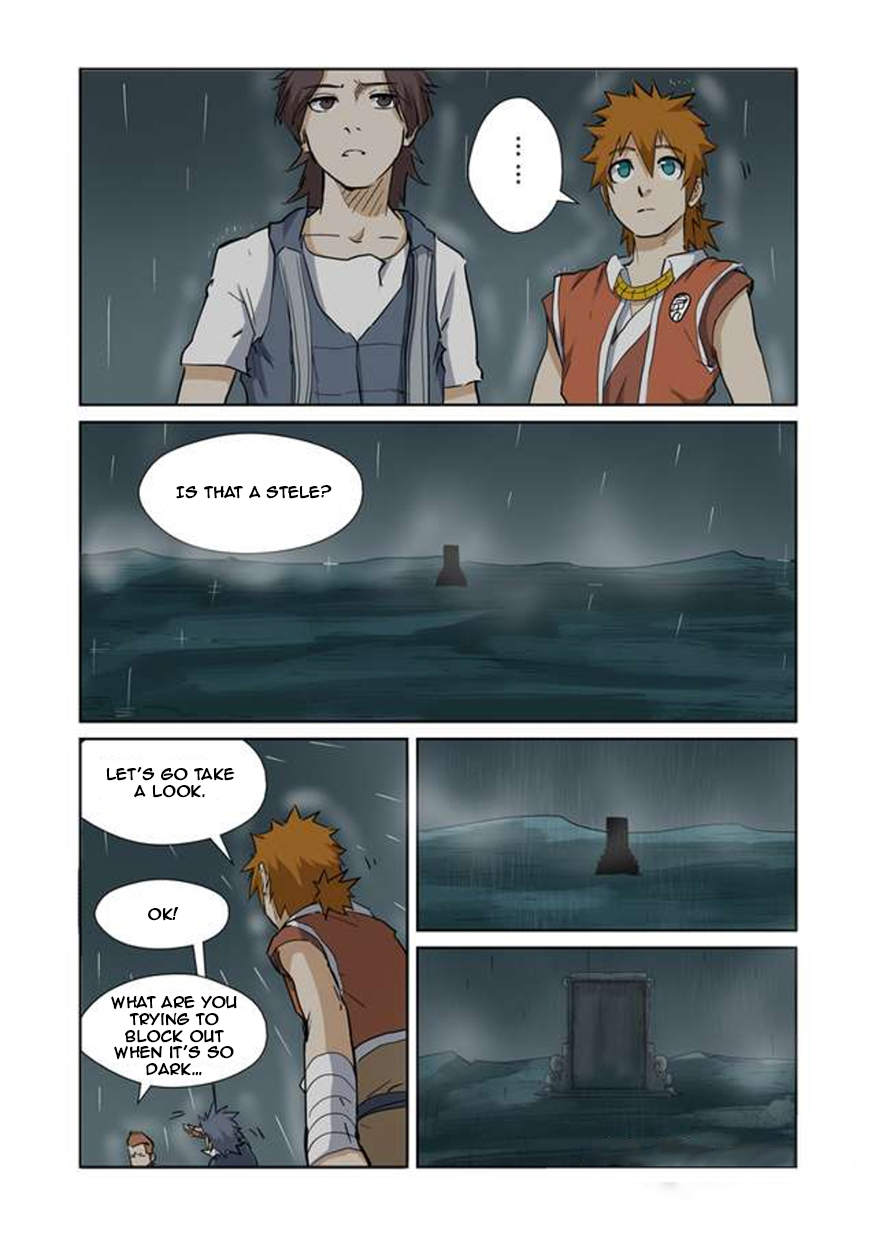 ......
IS THAT A STELE?
LET'S GO TAKE
A LOOK.
OK!
WHAT ARE YOU
TRYING TO
BLOCK OUT
WHEN IT'S SO
DARK...